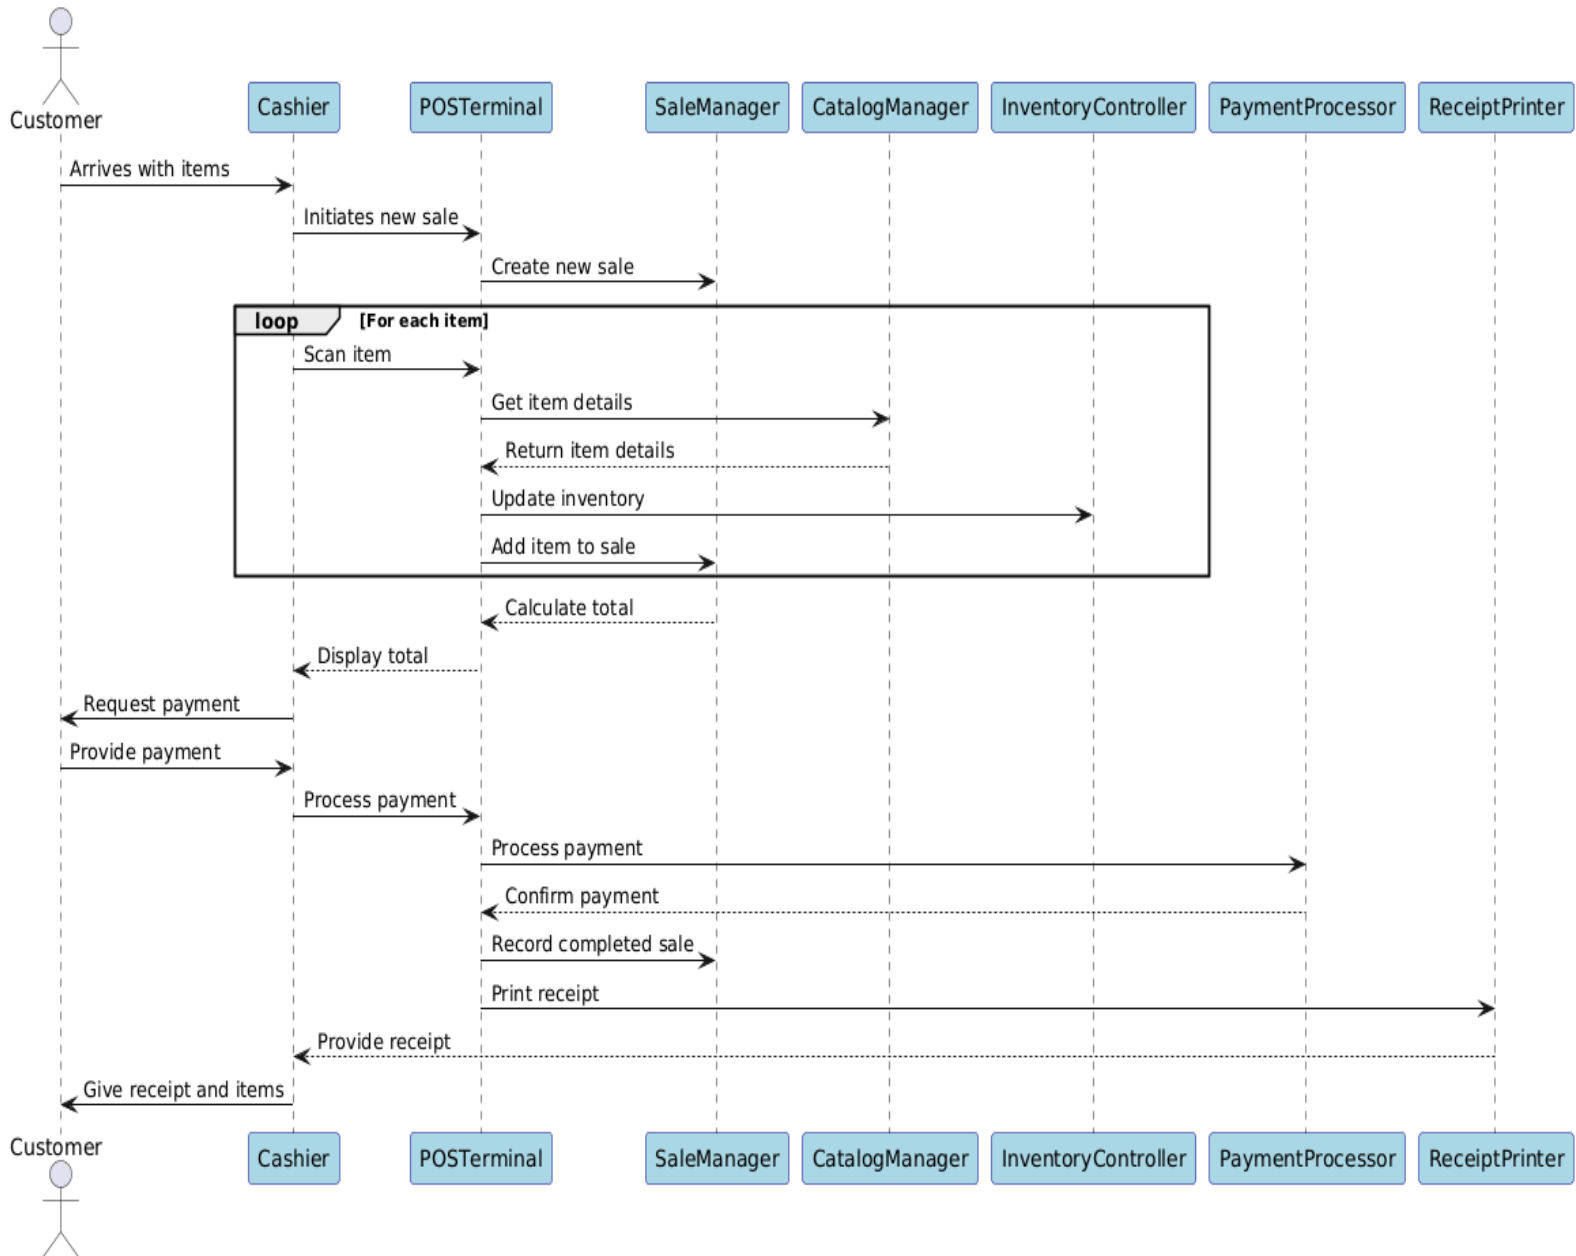 Customer
Cashier
POSTerminal
SaleManager
CatalogManager
InventoryController
PaymentProcessor
ReceiptPrinter
Arrives with items
Initiates new sale
Create new sale
loop
[For each item]
Scan item
Get item details
Return item details
Update inventory
Add item to sale
Calculate total
Display total
Request payment
Provide payment
Process payment
Process payment
Confirm payment
Record completed sale
Print receipt
Provide receipt
Give receipt and items
Customer
Cashier
POSTerminal
SaleManager
CatalogManager
InventoryController
PaymentProcessor
ReceiptPrinter